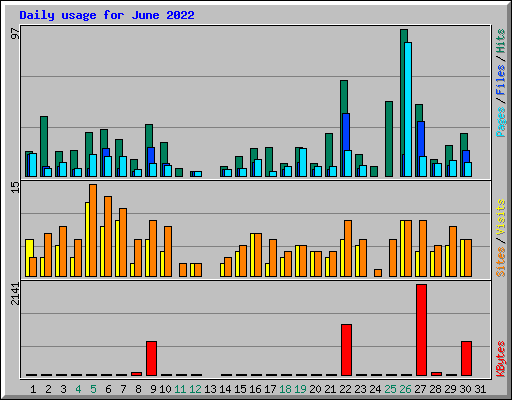 Daily usage for June 2022
97
Pages / Files / Hits
15
Sites / Visits
2141
KBytes
1 2 3 4 5 6 7 8 9 10 11 12 13 14 15 16 17 18 19 20 21 22 23 24 25 26 27 28 29 30 31